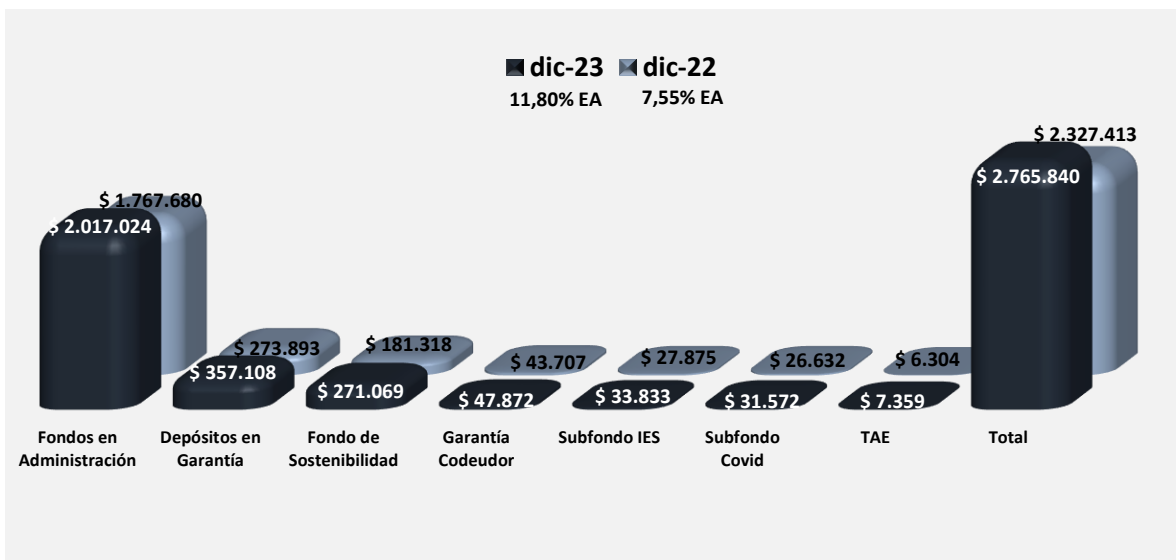 dic-23 dic-22
11,80% EA 7,55% EA
$ 2.327.413
$ 2.765.840
$ 1.767.680
$ 2.017.024
$ 273.893
$ 181.318
$ 43.707
$ 27.875
$ 26.632
$ 6.304
$ 357.108
$ 271.069
$ 47.872
$ 33.833
$ 31.572
$ 7.359
Fondos en
Administración
Depósitos en
Garantía
Fondo de
Sostenibilidad
Garantía
Codeudor
Subfondo IES
Subfondo
Covid
TAE
Total